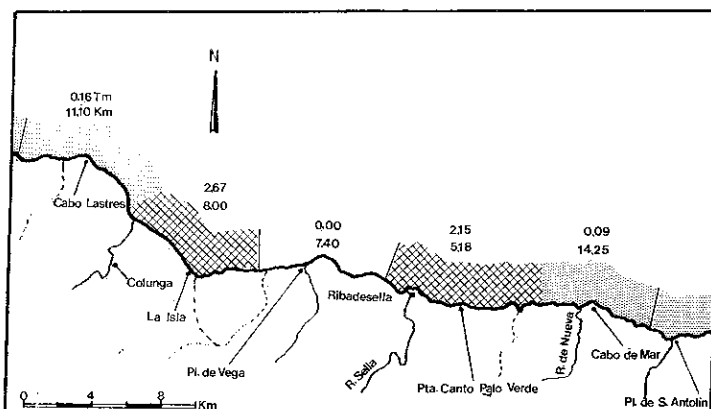 N
0.16 Tm
11.10 Km
Cabo Lastres
2.67
8.00
0.00
7.40
2.15
5.18
0.09
14.25
Colunga
La Isla
Pl. de Vega
Ribadesella
R. Sella
Pta. Canto Palo Verde
R. de Nueva
Cabo de Mar
Pl. de S. Antolín
0 4 8
Km